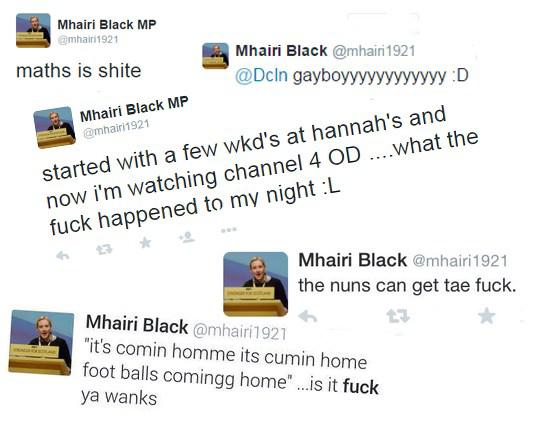 Mhairi Black MP
@mhairi1921
maths is shite
Mhairi Black @mhairi1921
@Dcln gayboyyyyyyyyyyyy :D
Mhairi Black MP
@mhairi1921
started with a few wkd's at hannah's and
now i'm watching channel 4 OD ....what the
fuck happened to my night :L
Mhairi Black @mhairi1921
the nuns can get tae fuck.
Mhairi Black @mhairi1921
"it's comin homme its cumin home
foot balls comingg home" ...is it fuck
ya wanks